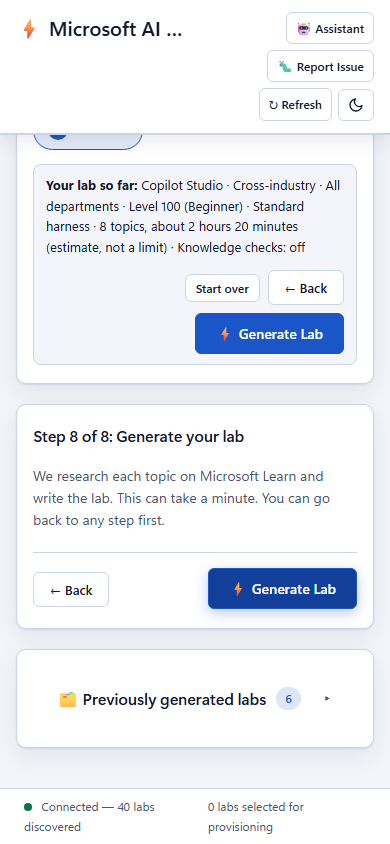 Microsoft AI ...
Assistant
Report Issue
↻ Refresh
Your lab so far: Copilot Studio · Cross-industry · All
departments · Level 100 (Beginner) · Standard
harness · 8 topics, about 2 hours 20 minutes
(estimate, not a limit) · Knowledge checks: off
Start over
← Back
Generate Lab
Step 8 of 8: Generate your lab
We research each topic on Microsoft Learn and
write the lab. This can take a minute. You can go
back to any step first.
← Back
Generate Lab
Previously generated labs 6
Connected — 40 labs
discovered
0 labs selected for
provisioning